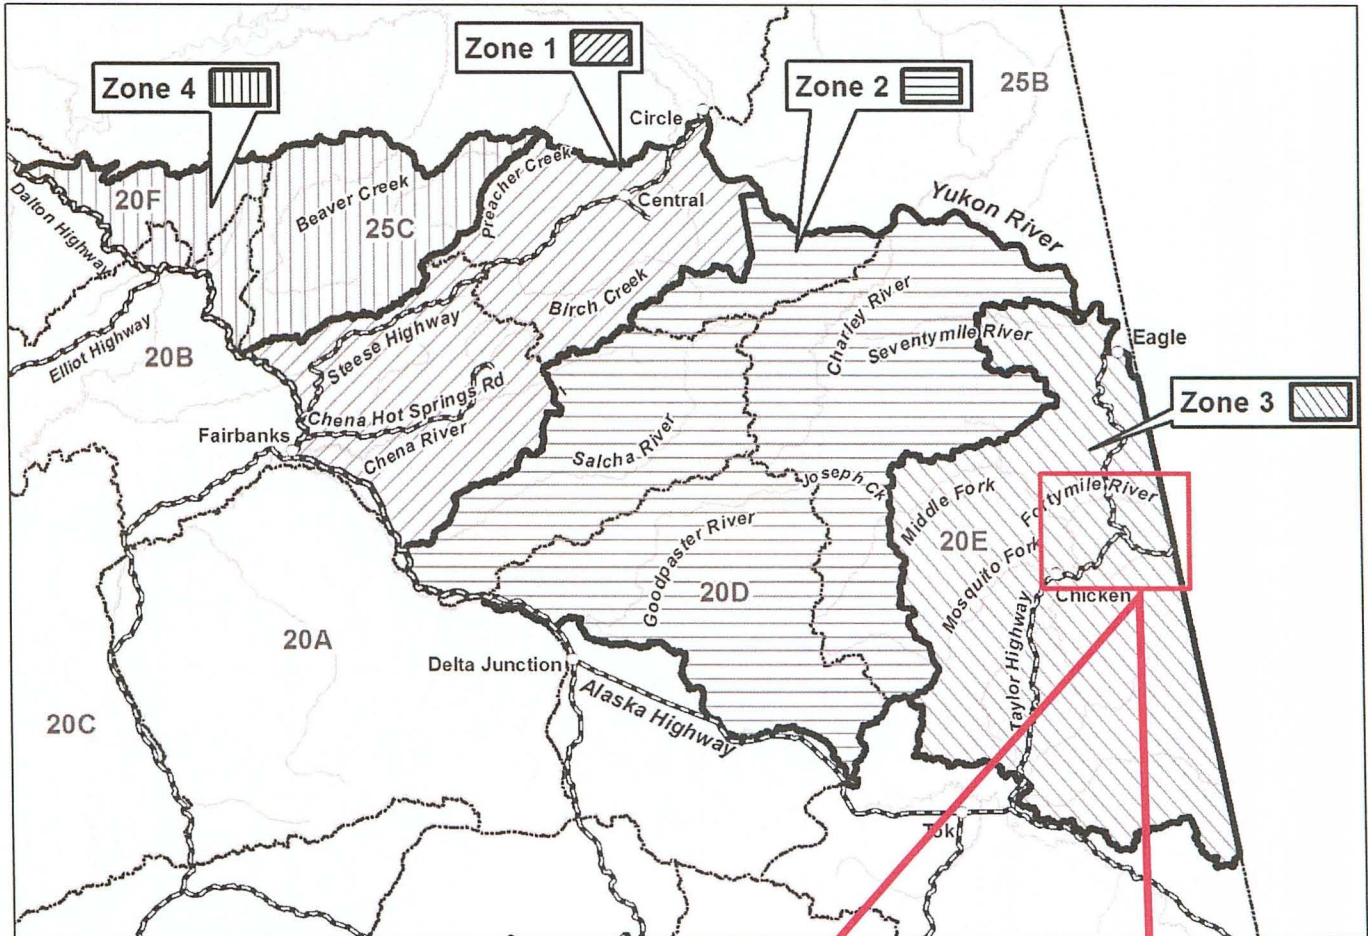 Zone 1
Zone 4
Zone 2
25B
Circle
Preacher Creek
20F
Beaver Creek
Central
Yukon River
Dalton Highway
25C
Birch Creek
Charley River
Steese Highway
Seventymile River
Eagle
Elliot Highway
20B
Zone 3
Chena Hot Springs Rd
Fairbanks
Chena River
Salcha River
Joseph Ck
Middle Fork
Fortymile River
20E
Goodpaster River
Mosquito Fork
20D
Chicken
20A
Taylor Highway
Delta Junction
Alaska Highway
20C
Tok